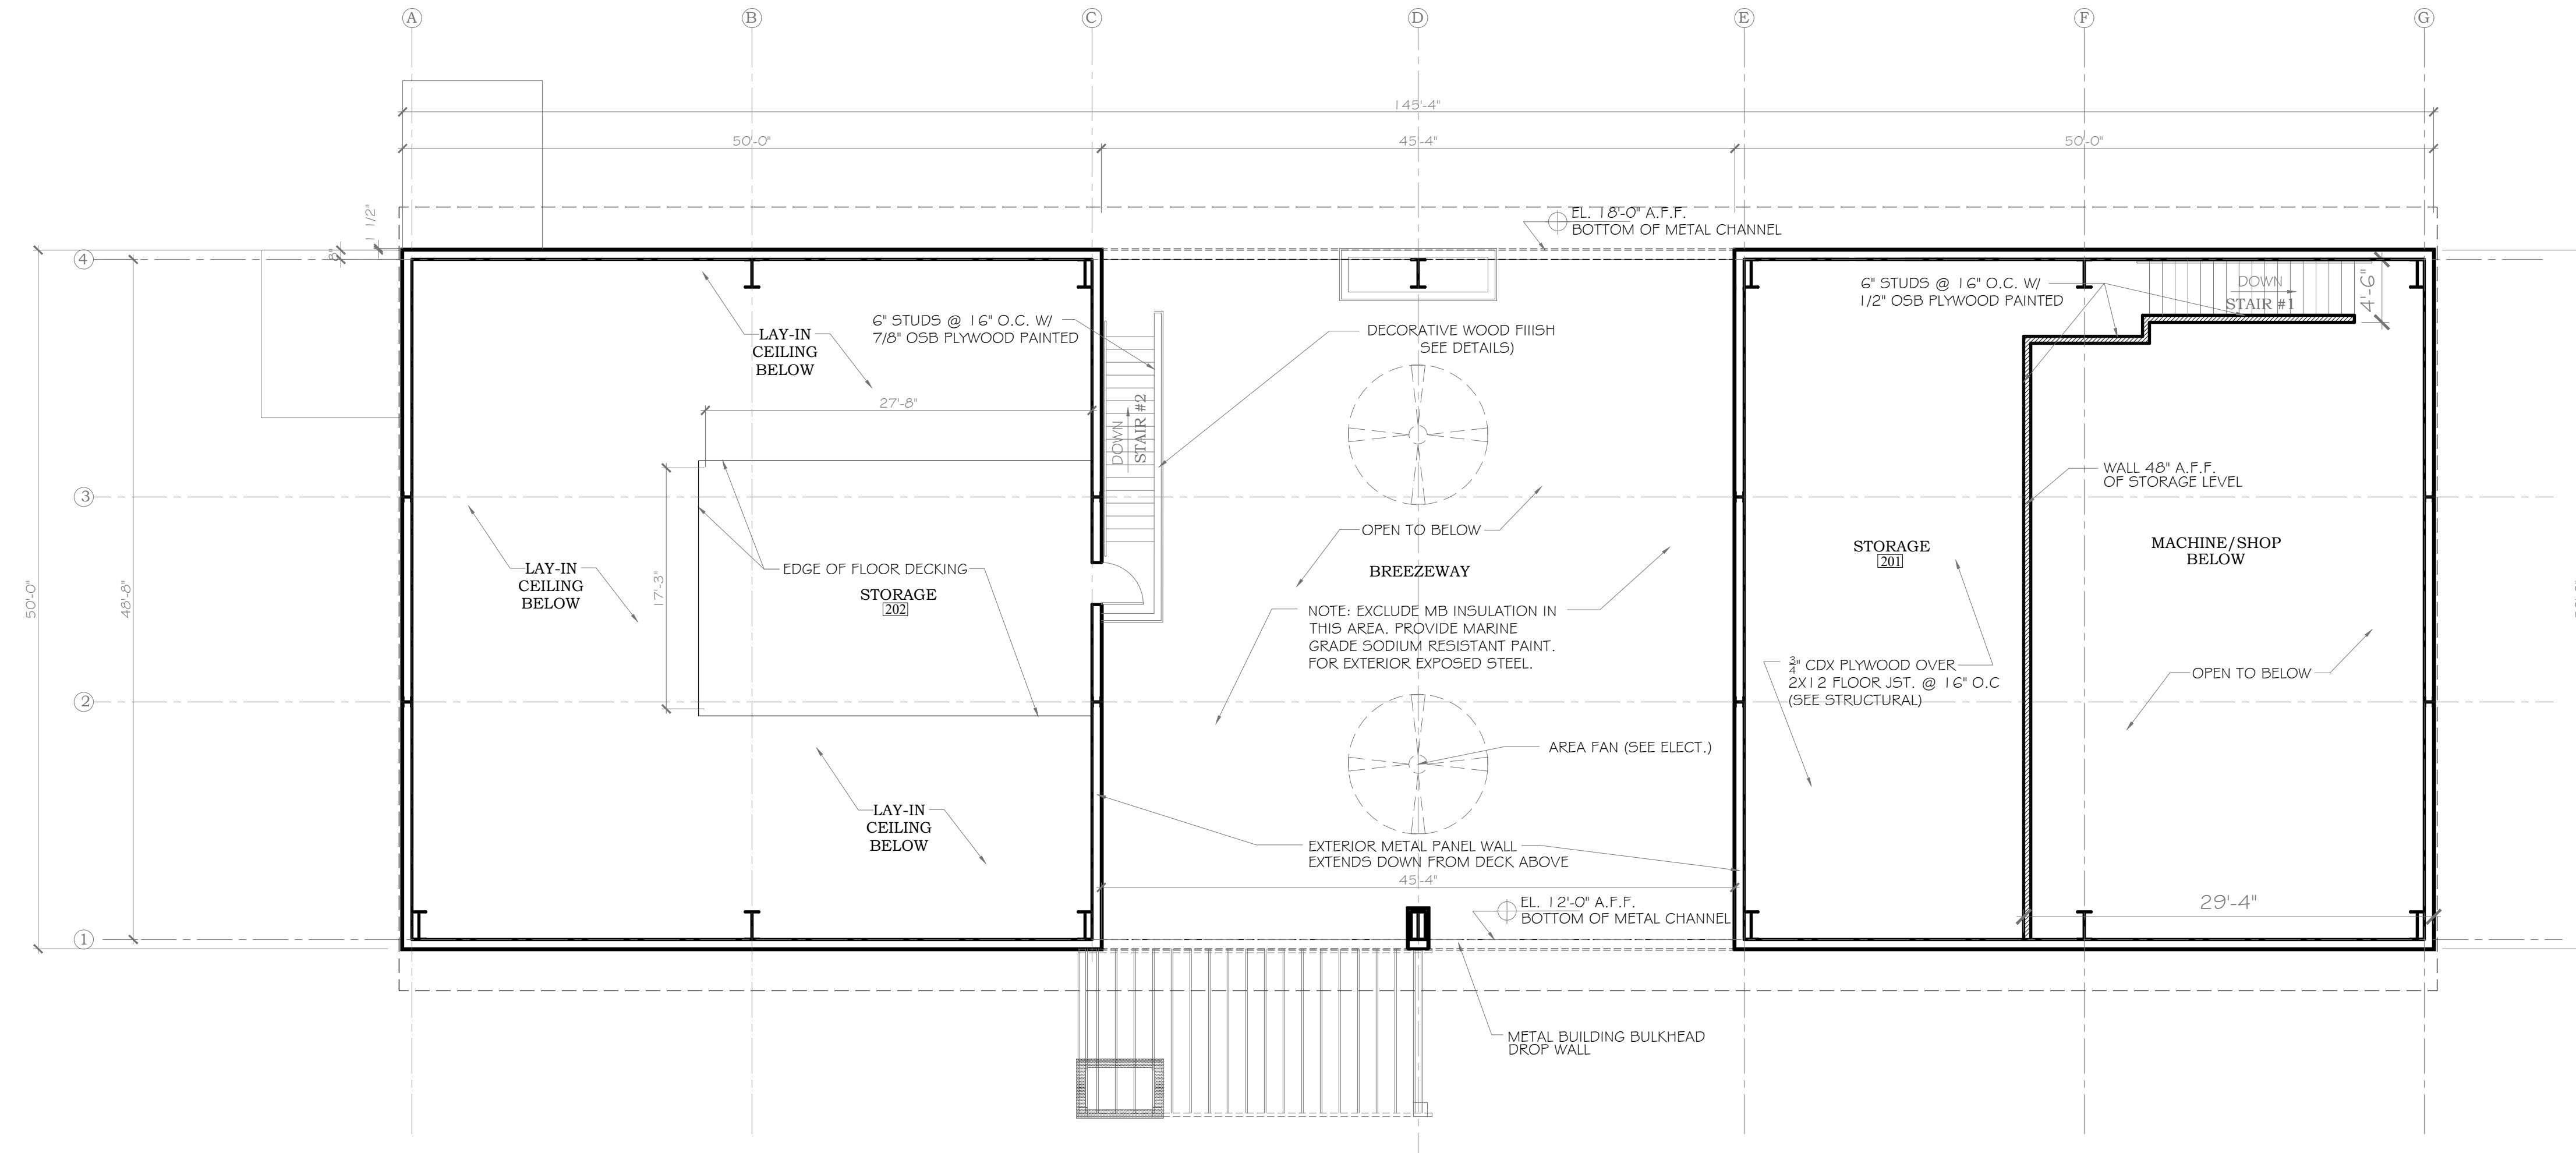 A
B
C
D
E
F
G
145'-4"
50'-0"
45'-4"
50'-0"
1 1/2"
8"
EL. 18'-0" A.F.F.
BOTTOM OF METAL CHANNEL
4
6" STUDS @ 16" O.C. W/
1/2" OSB PLYWOOD PAINTED
DOWN
STAIR #1
4'-6"
LAY-IN
CEILING
BELOW
6" STUDS @ 16" O.C. W/
7/8" OSB PLYWOOD PAINTED
DECORATIVE WOOD FIIISH
SEE DETAILS)
27'-8"
DOWN
STAIR #2
3
WALL 48" A.F.F.
OF STORAGE LEVEL
OPEN TO BELOW
BREEZEWAY
STORAGE
201
MACHINE/SHOP
BELOW
LAY-IN
CEILING
BELOW
EDGE OF FLOOR DECKING
STORAGE
202
17'-3"
50'-0"
48'-8"
NOTE: EXCLUDE MB INSULATION IN
THIS AREA. PROVIDE MARINE
GRADE SODIUM RESISTANT PAINT.
FOR EXTERIOR EXPOSED STEEL.
3/4" CDX PLYWOOD OVER
2X12 FLOOR JST. @ 16" O.C
(SEE STRUCTURAL)
OPEN TO BELOW
2
AREA FAN (SEE ELECT.)
LAY-IN
CEILING
BELOW
EXTERIOR METAL PANEL WALL
EXTENDS DOWN FROM DECK ABOVE
45'-4"
EL. 12'-0" A.F.F.
BOTTOM OF METAL CHANNEL
29'-4"
1
METAL BUILDING BULKHEAD
DROP WALL